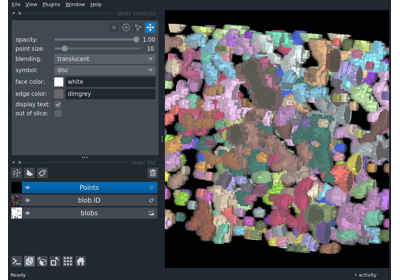 File View Plugins Window Help
layer controls
opacity: 1.00
point size: 10
blending: translucent
symbol: disc
face color: white
edge color: dimgrey
display text:
out of slice:
layer list
Points
blob ID
blobs
Ready
activity